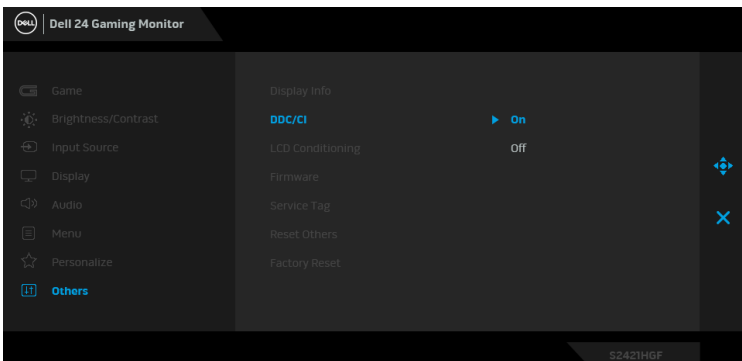 DELL
Dell 24 Gaming Monitor
Game
Brightness/Contrast
Input Source
Display
Audio
Menu
Personalize
Others
Display Info
DDC/CI On
LCD Conditioning Off
Firmware
Service Tag
Reset Others
Factory Reset
S2421HGF